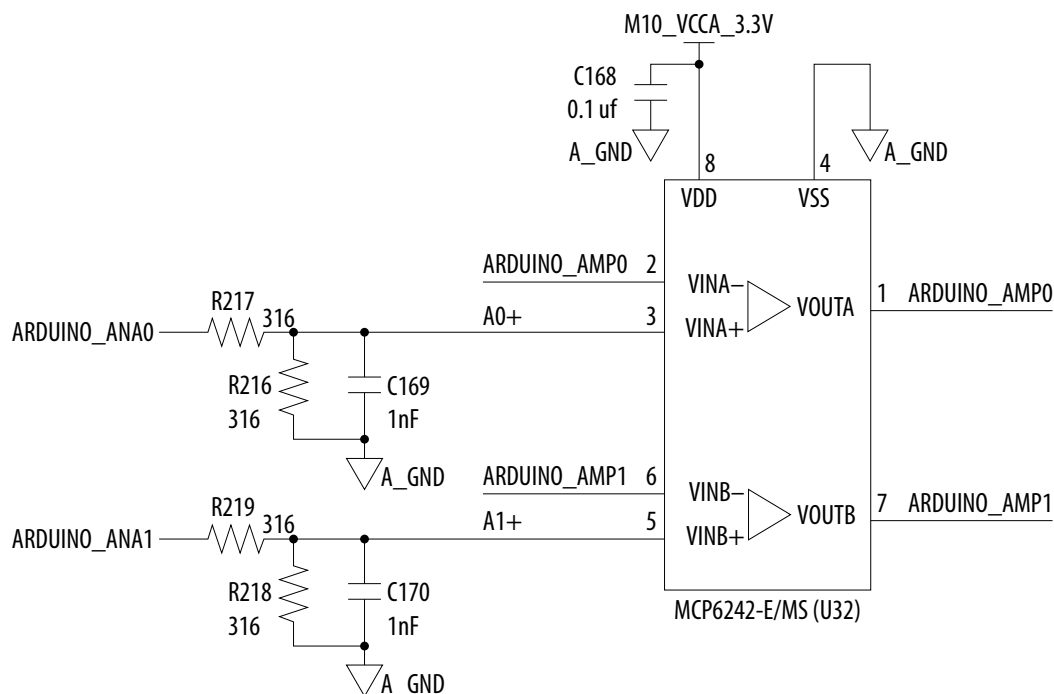 M10_VCCA_3.3V
C168
0.1 uf
A_GND
A_GND
8
4
VDD
VSS
ARDUINO_AMP0
2
VINA–
VOUTA
1
ARDUINO_AMP0
R217
316
ARDUINO_ANA0
A0+
3
VINA+
R216
316
C169
1nF
A_GND
ARDUINO_AMP1
6
VINB–
VOUTB
7
ARDUINO_AMP1
R219
316
ARDUINO_ANA1
A1+
5
VINB+
R218
316
C170
1nF
A_GND
MCP6242-E/MS (U32)